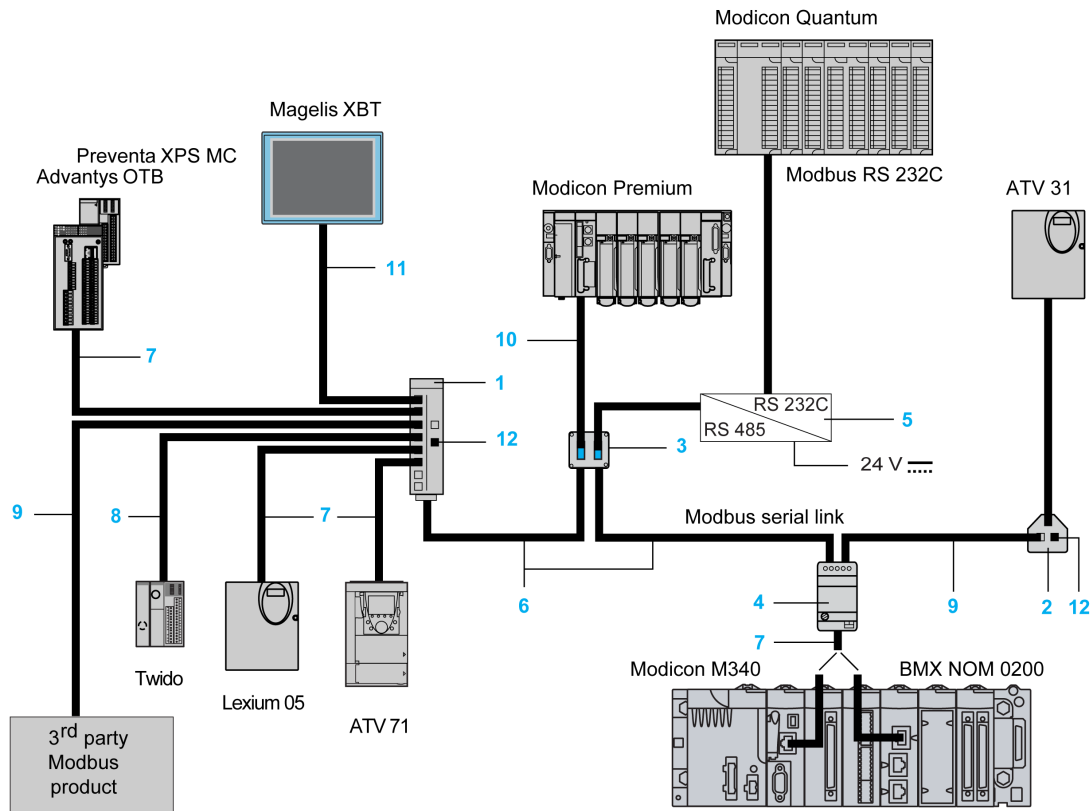 Modicon Quantum
Magelis XBT
Preventa XPS MC
Advantys OTB
Modicon Premium
Modbus RS 232C
ATV 31
11
7
10
1
RS 232C
RS 485
5
12
3
24 V
9
8
7
Modbus serial link
6
4
9
2
12
7
Twido
Lexium 05
ATV 71
Modicon M340
BMX NOM 0200
3rd party
Modbus
product